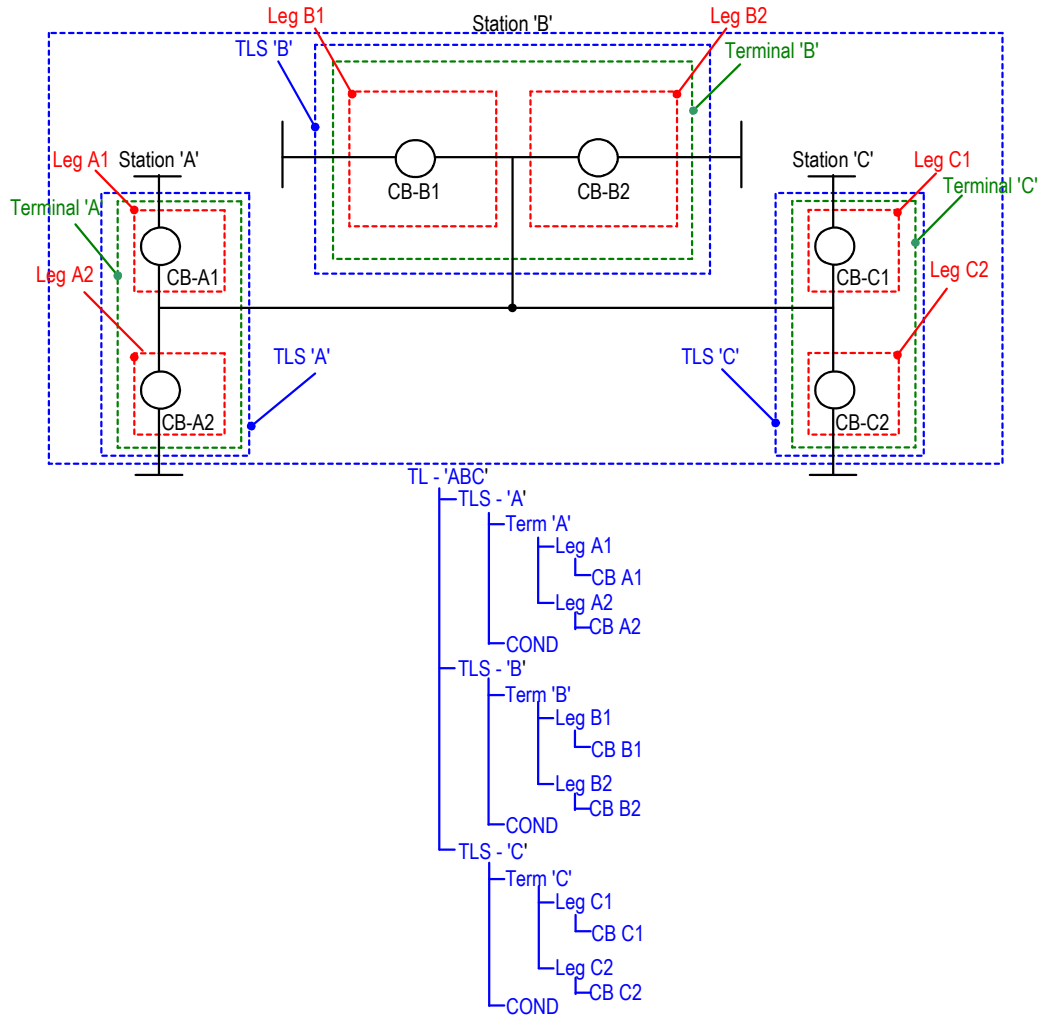 Leg B1
Station 'B'
Leg B2
TLS 'B'
Terminal 'B'
Leg A1
Station 'A'
Station 'C'
Leg C1
CB-B1
CB-B2
Terminal 'A
Terminal 'C'
Leg A2
CB-A1
CB-C1
Leg C2
TLS 'A'
TLS 'C'
CB-A2
CB-C2
TL - 'ABC'
TLS - 'A'
Term 'A'
Leg A1
CB A1
Leg A2
CB A2
COND
TLS - 'B'
Term 'B'
Leg B1
CB B1
Leg B2
CB B2
COND
TLS - 'C'
Term 'C'
Leg C1
CB C1
Leg C2
CB C2
COND